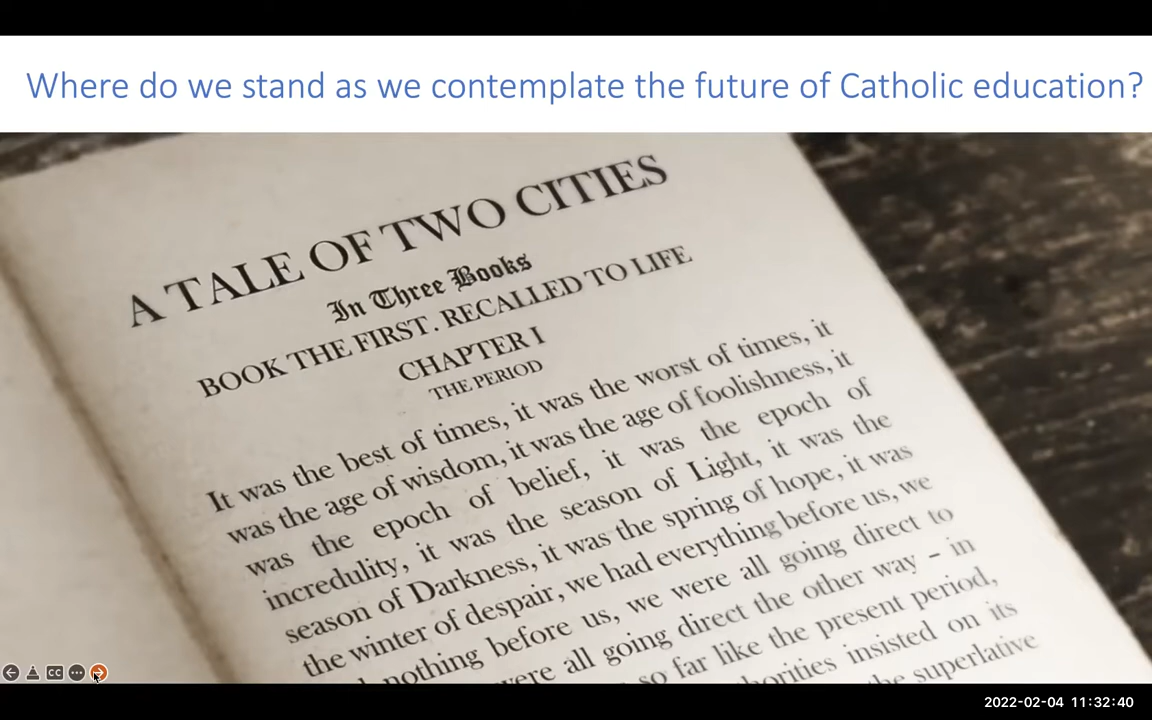 Where do we stand as we contemplate the future of Catholic education?
A TALE OF TWO CITIES
In Three Books
BOOK THE FIRST. RECALLED TO LIFE
CHAPTER I
THE PERIOD
It was the best of times, it was the worst of times, it
was the age of wisdom, it was the age of foolishness, it
was the epoch of belief, it was the epoch of
incredulity, it was the season of Light, it was the
season of Darkness, it was the spring of hope, it was
the winter of despair, we had everything before us, we
nothing before us, we were all going direct to
were all going direct the other way – in
so far like the present period,
insisted on its
superlative
CC
2022-02-04 11:32:40